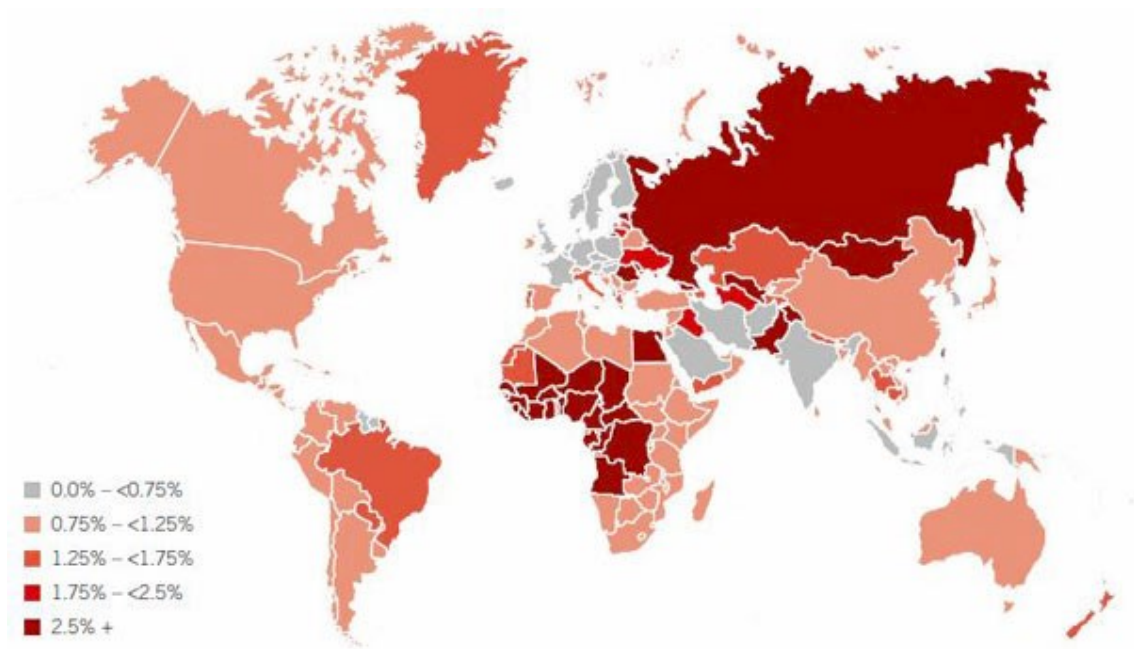 0.0% – <0.75%
0.75% – <1.25%
1.25% – <1.75%
1.75% – <2.5%
2.5% +